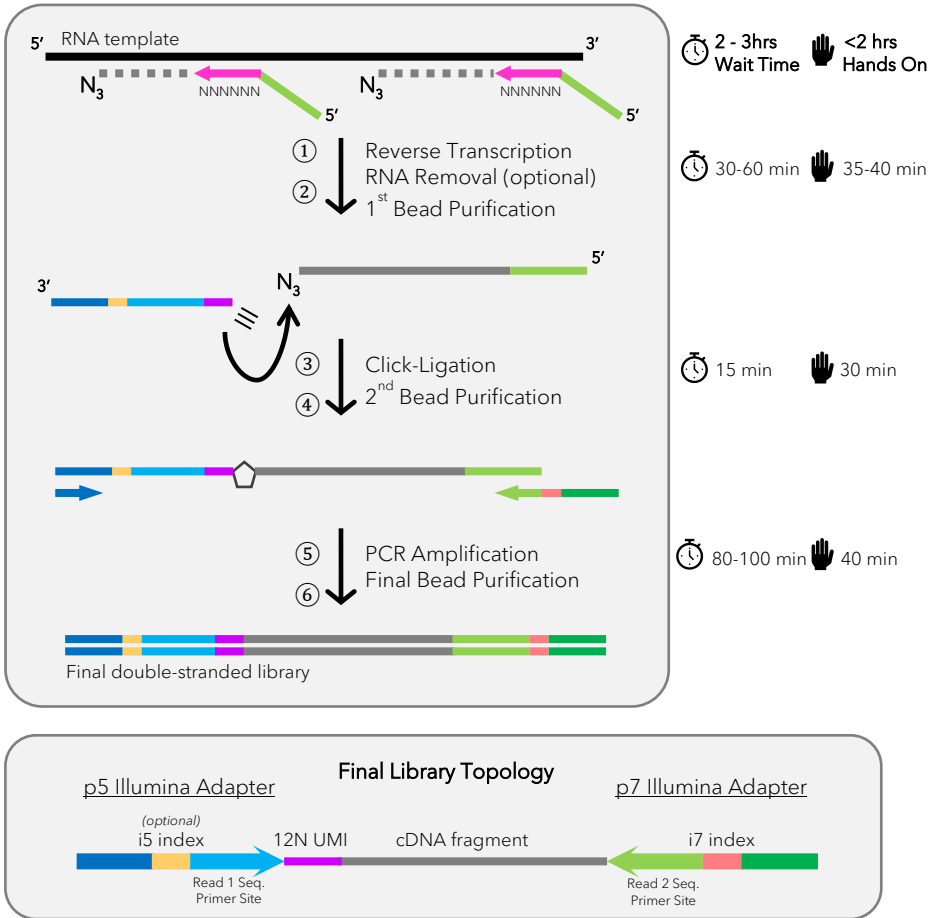 5′ RNA template 3′
N3 NNNNNN 5′ N3 NNNNNN 5′
2 - 3hrs Wait Time
<2 hrs Hands On
① Reverse Transcription
② RNA Removal (optional)
1st Bead Purification
30-60 min 35-40 min
3′ N3 5′
③ Click-Ligation
④ 2nd Bead Purification
15 min 30 min
⑤ PCR Amplification
⑥ Final Bead Purification
80-100 min 40 min
Final double-stranded library
Final Library Topology
p5 Illumina Adapter p7 Illumina Adapter
(optional)
i5 index 12N UMI cDNA fragment i7 index
Read 1 Seq.
Primer Site
Read 2 Seq.
Primer Site